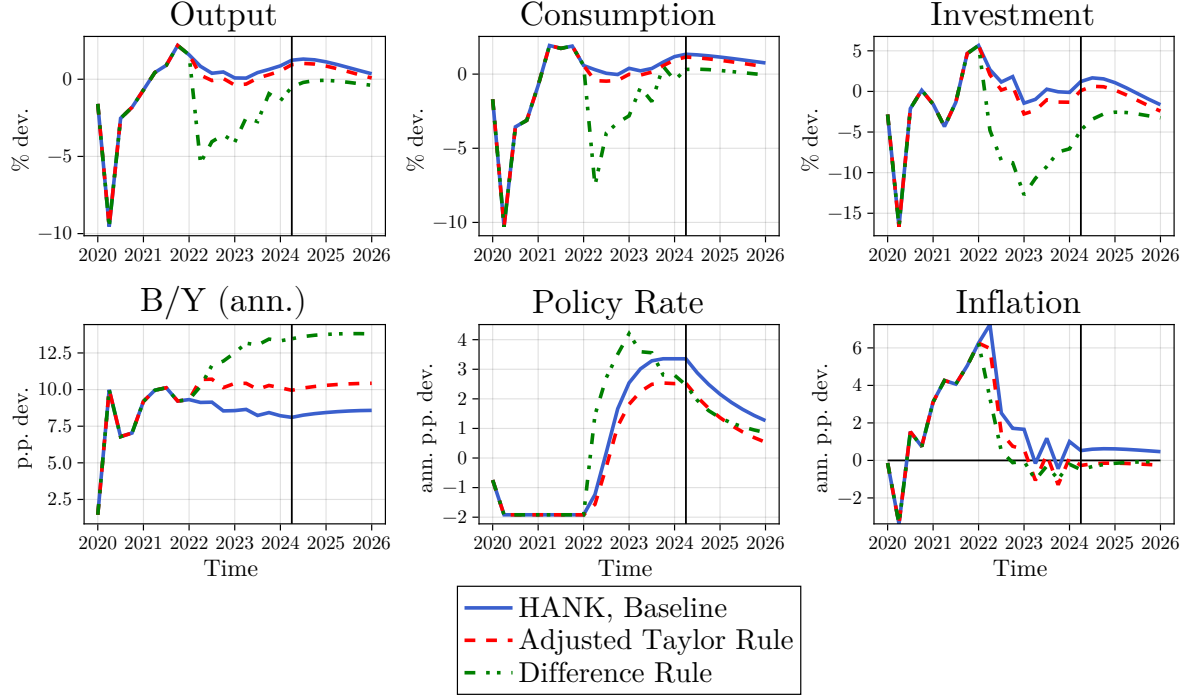 Output
Consumption
Investment
% dev.
0
−5
−10
2020 2021 2022 2023 2024 2025 2026
% dev.
0
−5
−10
2020 2021 2022 2023 2024 2025 2026
% dev.
5
0
−5
−10
−15
2020 2021 2022 2023 2024 2025 2026
B/Y (ann.)
Policy Rate
Inflation
p.p. dev.
12.5
10.0
7.5
5.0
2.5
2020 2021 2022 2023 2024 2025 2026
Time
ann. p.p. dev.
4
3
2
1
0
−1
−2
2020 2021 2022 2023 2024 2025 2026
Time
ann. p.p. dev.
6
4
2
0
−2
2020 2021 2022 2023 2024 2025 2026
Time
HANK, Baseline
Adjusted Taylor Rule
Difference Rule